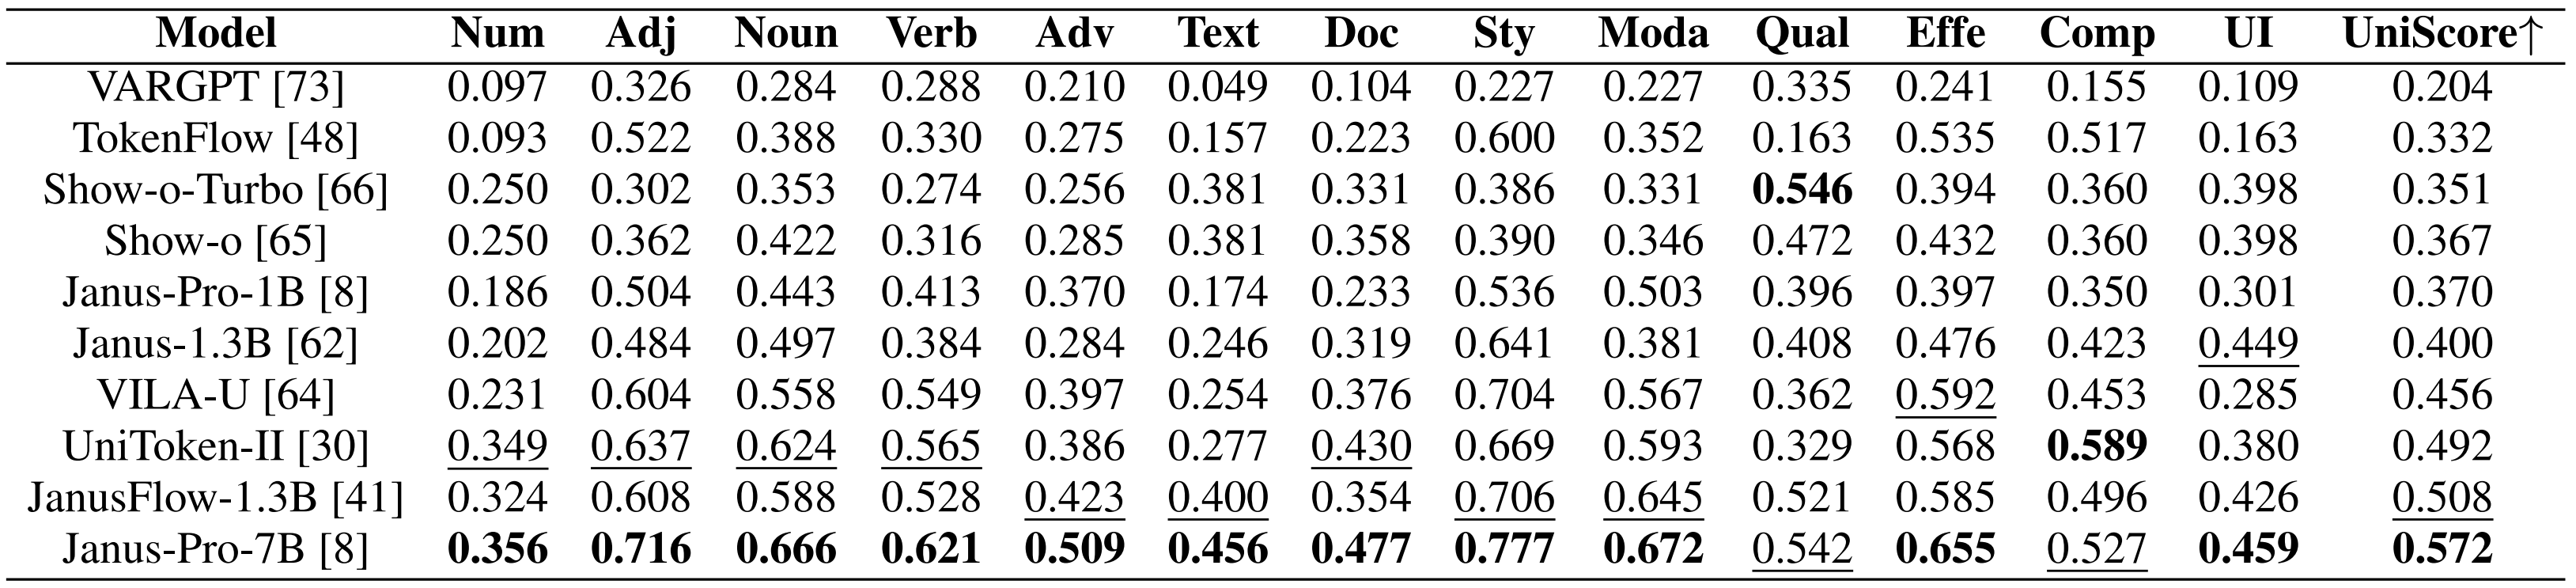 Model Num Adj Noun Verb Adv Text Doc Sty Moda Qual Effe Comp UI UniScore↑
VARGPT [73] 0.097 0.326 0.284 0.288 0.210 0.049 0.104 0.227 0.227 0.335 0.241 0.155 0.109 0.204
TokenFlow [48] 0.093 0.522 0.388 0.330 0.275 0.157 0.223 0.600 0.352 0.163 0.535 0.517 0.163 0.332
Show-o-Turbo [66] 0.250 0.302 0.353 0.274 0.256 0.381 0.331 0.386 0.331 0.546 0.394 0.360 0.398 0.351
Show-o [65] 0.250 0.362 0.422 0.316 0.285 0.381 0.358 0.390 0.346 0.472 0.432 0.360 0.398 0.367
Janus-Pro-1B [8] 0.186 0.504 0.443 0.413 0.370 0.174 0.233 0.536 0.503 0.396 0.397 0.350 0.301 0.370
Janus-1.3B [62] 0.202 0.484 0.497 0.384 0.284 0.246 0.319 0.641 0.381 0.408 0.476 0.423 0.449 0.400
VILA-U [64] 0.231 0.604 0.558 0.549 0.397 0.254 0.376 0.704 0.567 0.362 0.592 0.453 0.285 0.456
UniToken-II [30] 0.349 0.637 0.624 0.565 0.386 0.277 0.430 0.669 0.593 0.329 0.568 0.589 0.380 0.492
JanusFlow-1.3B [41] 0.324 0.608 0.588 0.528 0.423 0.400 0.354 0.706 0.645 0.521 0.585 0.496 0.426 0.508
Janus-Pro-7B [8] 0.356 0.716 0.666 0.621 0.509 0.456 0.477 0.777 0.672 0.542 0.655 0.527 0.459 0.572